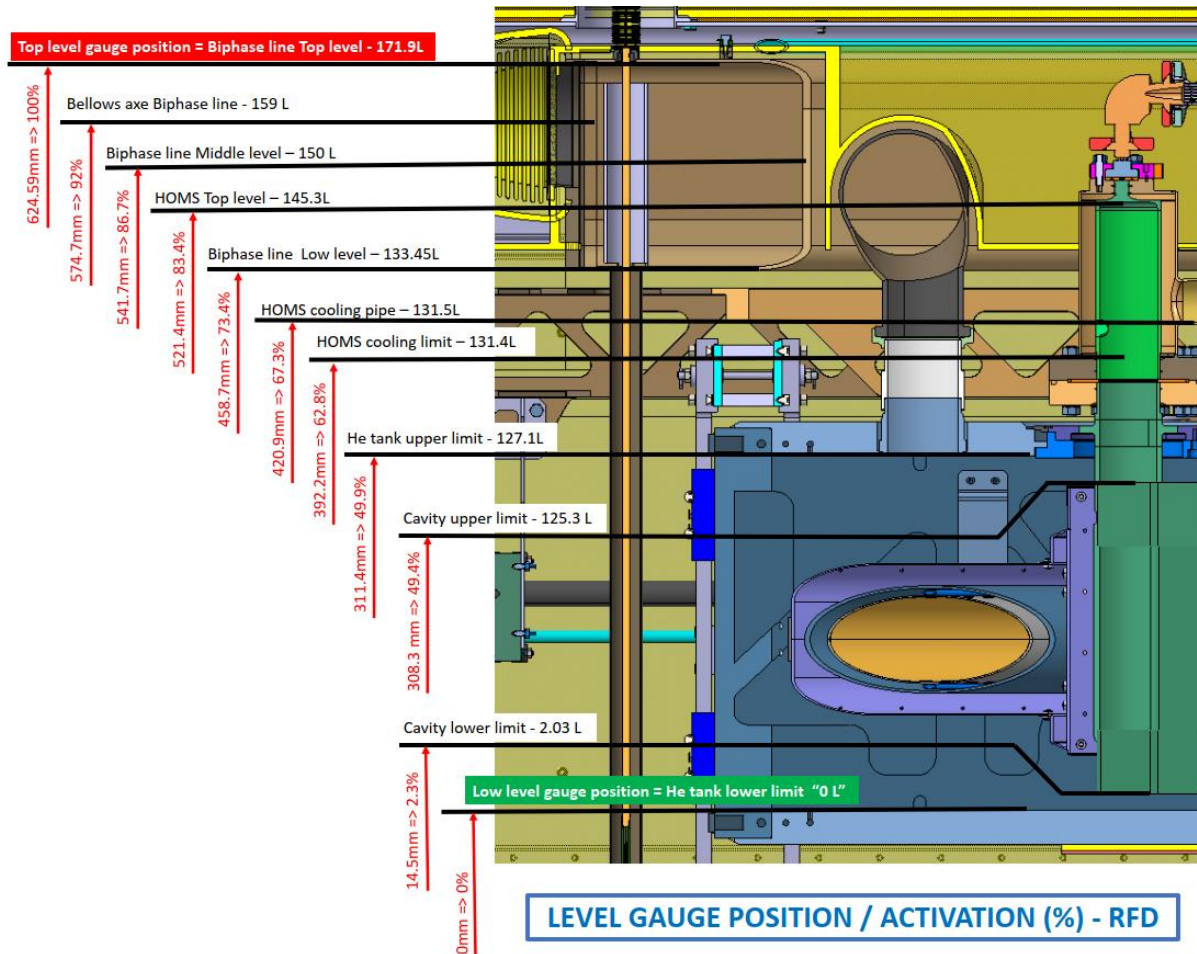 Top level gauge position = Biphase line Top level - 171.9L
624.59mm => 100%
Bellows axe Biphase line - 159 L
574.7mm => 92%
Biphase line Middle level – 150 L
541.7mm => 86.7%
HOMS Top level – 145.3L
521.4mm => 83.4%
Biphase line  Low level – 133.45L
458.7mm => 73.4%
HOMS cooling pipe – 131.5L
420.9mm => 67.3%
HOMS cooling limit – 131.4L
392.2mm => 62.8%
He tank upper limit - 127.1L
311.4mm => 49.9%
Cavity upper limit - 125.3 L
308.3 mm => 49.4%
Cavity lower limit - 2.03 L
14.5mm => 2.3%
Low level gauge position = He tank lower limit  “0 L”
0mm => 0%
LEVEL GAUGE POSITION / ACTIVATION (%) - RFD